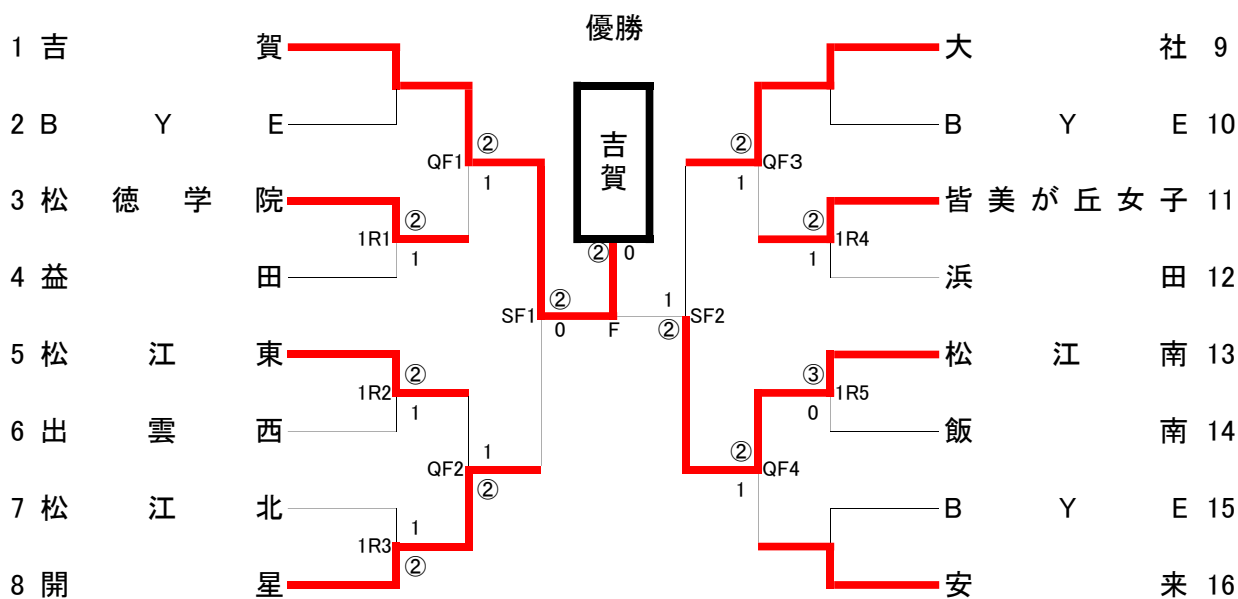 優勝
1 吉賀
大社 9
2 BYE
BYE 10
吉賀
② QF1 1
② QF3 1
3 松徳学院
皆美が丘女子 11
② 1R1 1
② 1R4 1
4 益田
浜田 12
② 0
② SF1 0
F
1 SF2 ②
5 松江東
松江南 13
② 1R2 1
③ 1R5 0
6 出雲西
飯南 14
1 QF2 ②
② QF4 1
7 松江北
BYE 15
1 1R3 ②
8 開星
安来 16